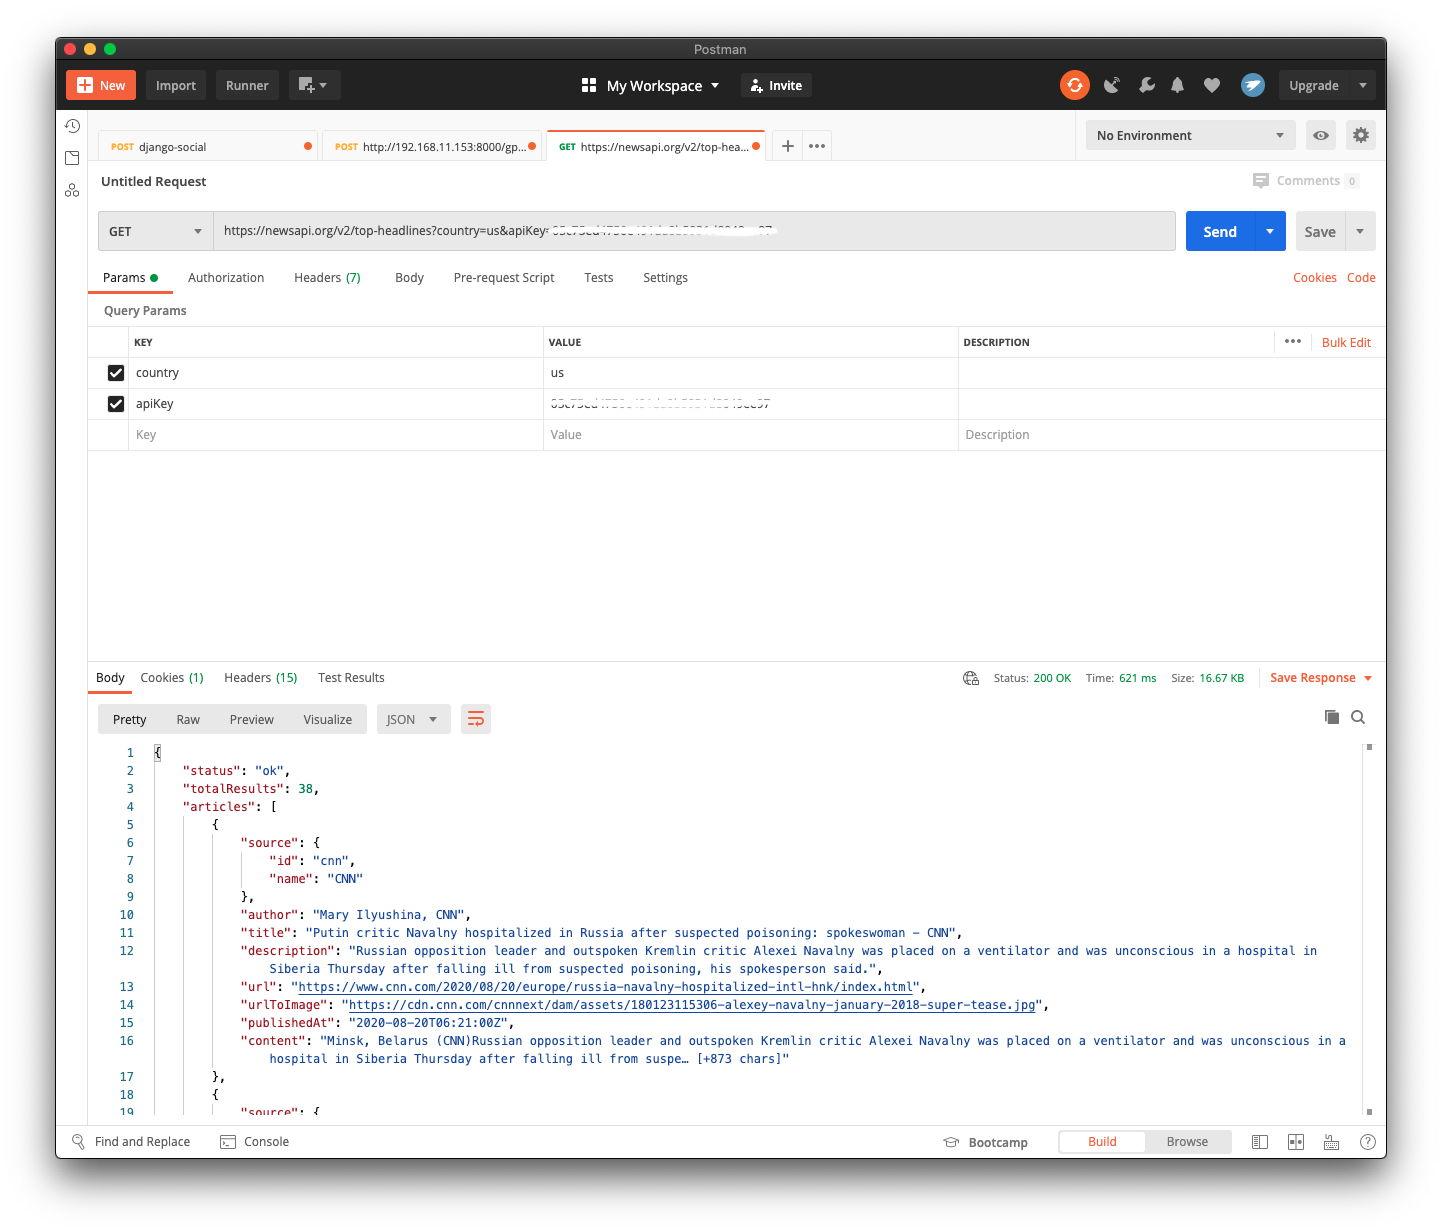 Postman
New Import Runner My Workspace Invite Upgrade
POST django-social POST http://192.168.11.153:8000/gp... GET https://newsapi.org/v2/top-hea... No Environment
Untitled Request Comments 0
GET https://newsapi.org/v2/top-headlines?country=us&apiKey= Send Save
Params Authorization Headers (7) Body Pre-request Script Tests Settings Cookies Code
Query Params
KEY VALUE DESCRIPTION Bulk Edit
country us
apiKey
Key Value Description
Body Cookies (1) Headers (15) Test Results Status: 200 OK Time: 621 ms Size: 16.67 KB Save Response
Pretty Raw Preview Visualize JSON
1 {
2 "status": "ok",
3 "totalResults": 38,
4 "articles": [
5 {
6 "source": {
7 "id": "cnn",
8 "name": "CNN"
9 },
10 "author": "Mary Ilyushina, CNN",
11 "title": "Putin critic Navalny hospitalized in Russia after suspected poisoning: spokeswoman - CNN",
12 "description": "Russian opposition leader and outspoken Kremlin critic Alexei Navalny was placed on a ventilator and was unconscious in a hospital in
Siberia Thursday after falling ill from suspected poisoning, his spokesperson said.",
13 "url": "https://www.cnn.com/2020/08/20/europe/russia-navalny-hospitalized-intl-hnk/index.html",
14 "urlToImage": "https://cdn.cnn.com/cnnnext/dam/assets/180123115306-alexey-navalny-january-2018-super-tease.jpg",
15 "publishedAt": "2020-08-20T06:21:00Z",
16 "content": "Minsk, Belarus (CNN)Russian opposition leader and outspoken Kremlin critic Alexei Navalny was placed on a ventilator and was unconscious in a
hospital in Siberia Thursday after falling ill from suspe… [+873 chars]"
17 },
18 {
19 "source": {
Find and Replace Console Bootcamp Build Browse